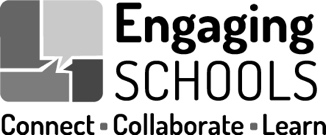 Engaging
SCHOOLS
Connect ▪ Collaborate ▪ Learn